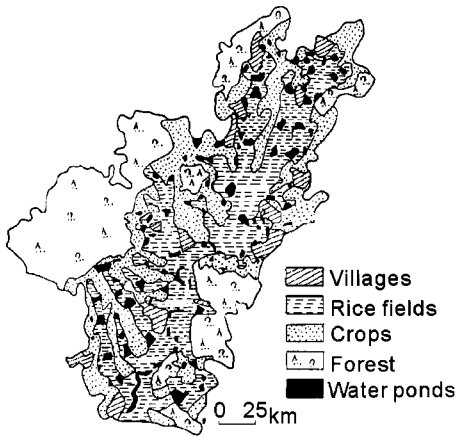 Villages
Rice fields
Crops
Forest
Water ponds
0 25km